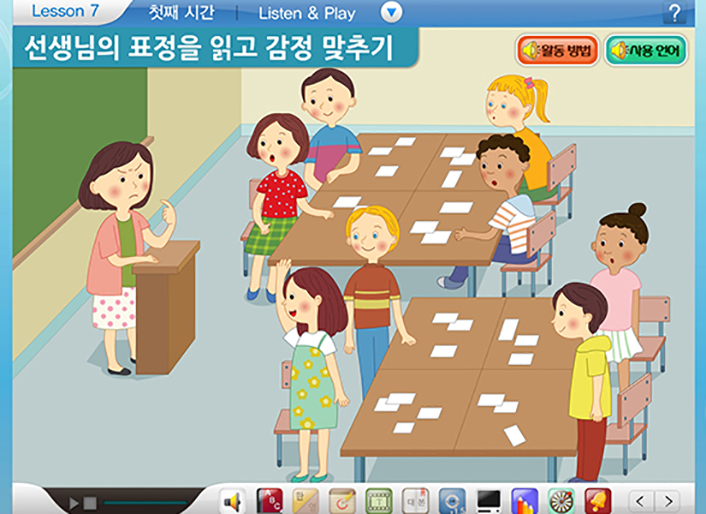 Lesson 7
첫째 시간
Listen & Play
?
선생님의 표정을 읽고 감정 맞추기
활동 방법
사용 언어